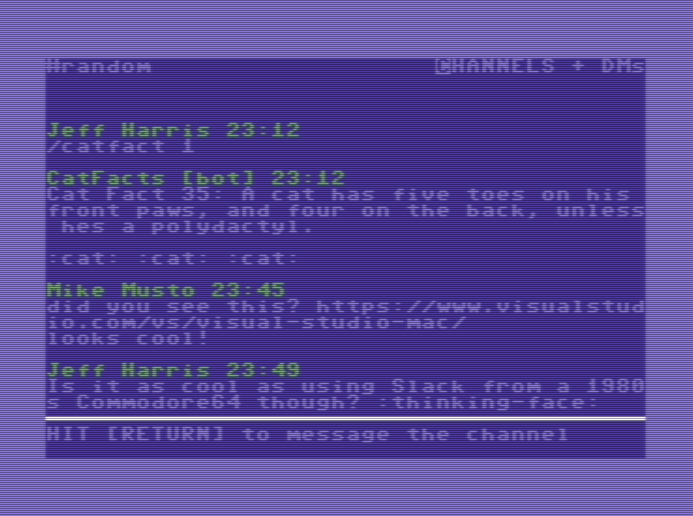 #random CHANNELS + DMs
Jeff Harris 23:12
/catfact 1
CatFacts [bot] 23:12
Cat Fact 35: A cat has five toes on his
front paws, and four on the back, unless
hes a polydactyl.
:cat: :cat: :cat:
Mike Musto 23:45
did you see this? https://www.visualstud
io.com/vs/visual-studio-mac/
looks cool!
Jeff Harris 23:49
Is it as cool as using Slack from a 1980
s Commodore64 though? :thinking-face:
HIT [RETURN] to message the channel